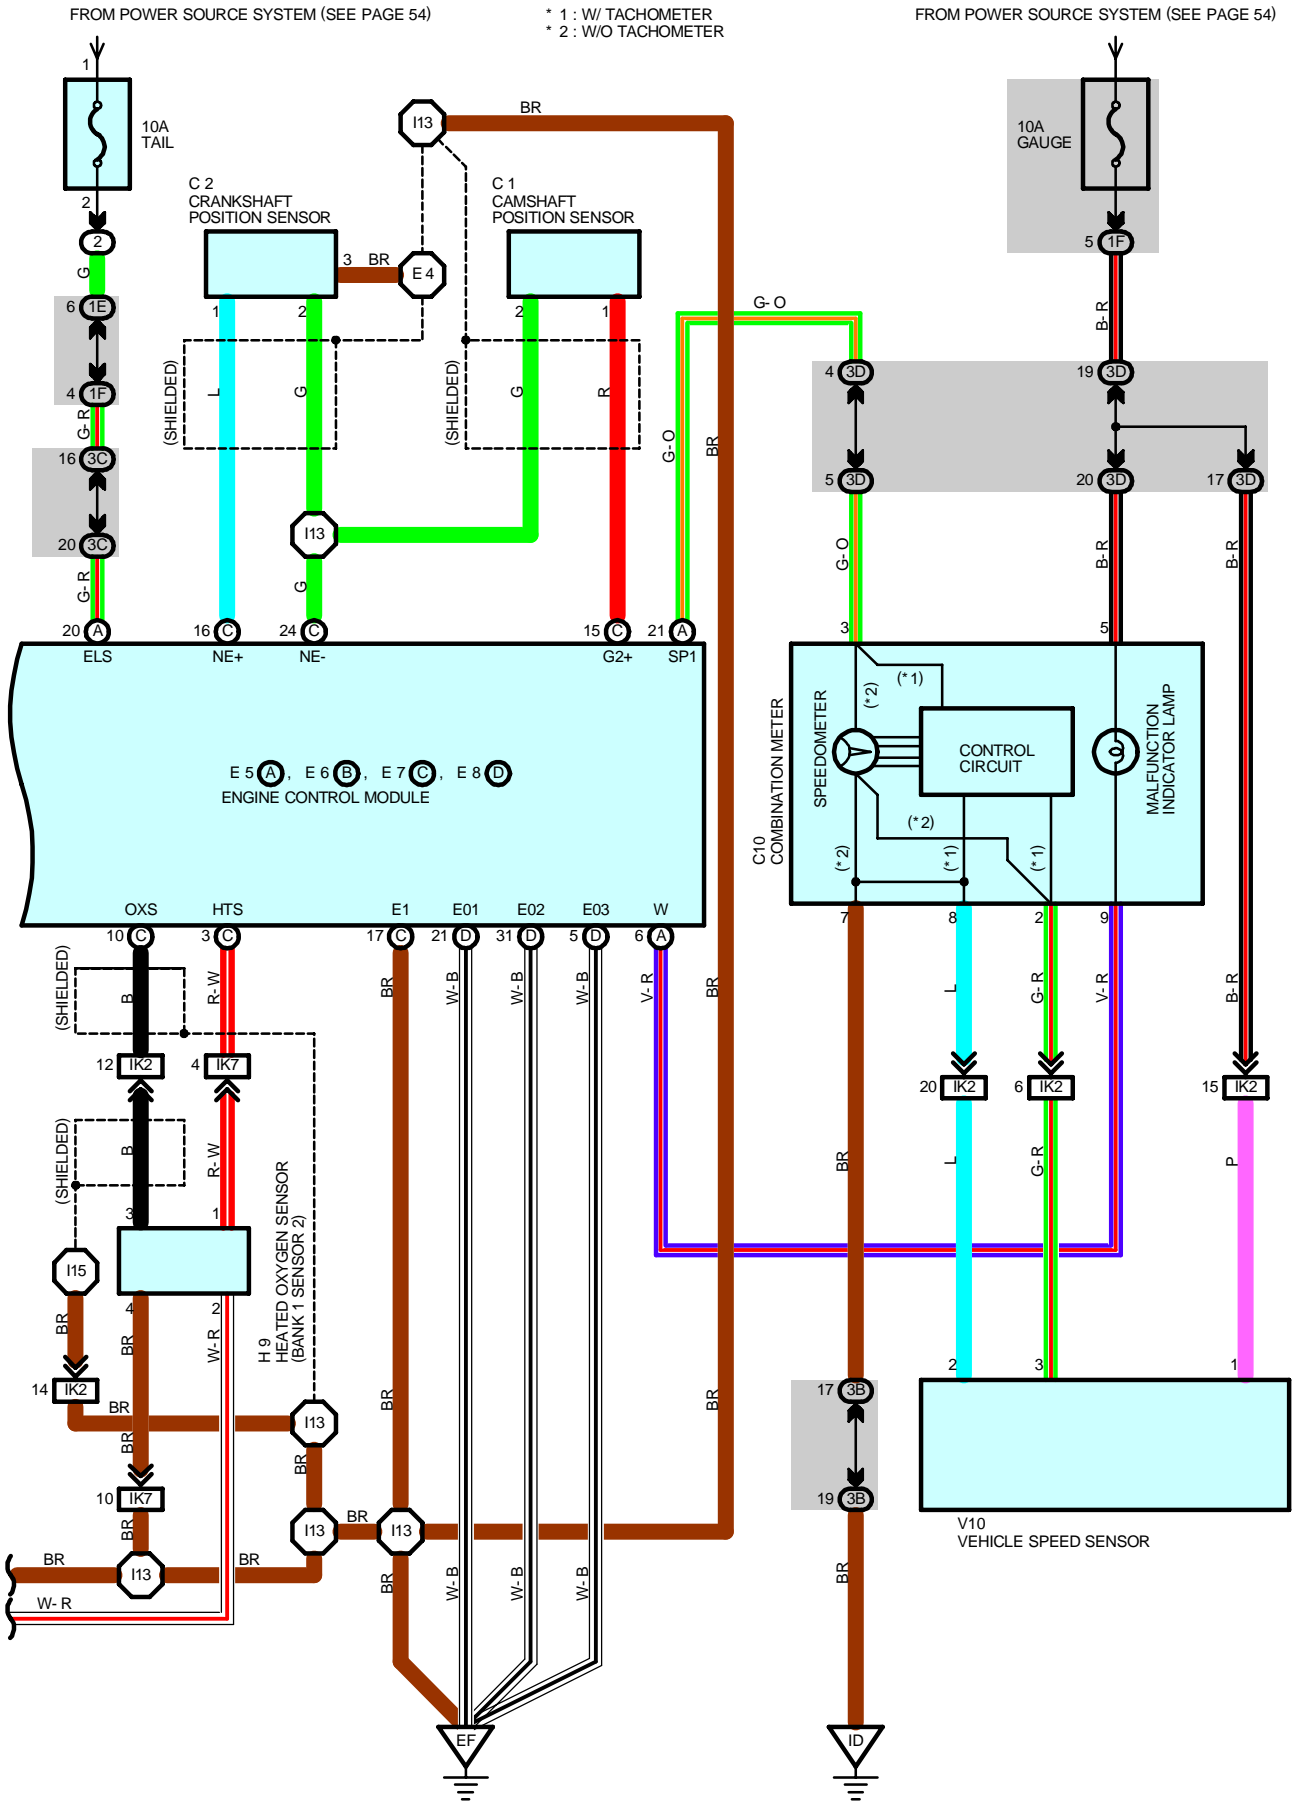 FROM POWER SOURCE SYSTEM (SEE PAGE 54)
* 1 : W/ TACHOMETER
* 2 : W/O TACHOMETER
FROM POWER SOURCE SYSTEM (SEE PAGE 54)
1
10A
TAIL
2
2
G
6 1E
4 1F
G- R
16 3C
20 3C
G- R
20 A
ELS
C 2
CRANKSHAFT
POSITION SENSOR
3 BR
E 4
I13
BR
C 1
CAMSHAFT
POSITION SENSOR
1
2
2
1
(SHIELDED)
L
G
(SHIELDED)
G
R
I13
G
16 C
NE+
24 C
NE-
15 C
G2+
21 A
SP1
G- O
G- O
BR
10A
GAUGE
5 1F
B- R
4 3D
19 3D
5 3D
20 3D
17 3D
G- O
B- R
B- R
3
5
E 5 A , E 6 B , E 7 C , E 8 D
ENGINE CONTROL MODULE
C10
COMBINATION METER
SPEEDOMETER
(* 2)
(* 1)
CONTROL
CIRCUIT
MALFUNCTION
INDICATOR LAMP
(* 2)
(* 2)
(* 1)
(* 1)
OXS
HTS
E1
E01
E02
E03
W
10 C
3 C
17 C
21 D
31 D
5 D
6 A
7
8
2
9
(SHIELDED)
B
R- W
BR
W- B
W- B
W- B
V- R
BR
L
G- R
V- R
B- R
12 IK2
4 IK7
20 IK2
6 IK2
15 IK2
(SHIELDED)
B
R- W
BR
L
G- R
P
3
1
H 9
HEATED OXYGEN SENSOR
(BANK 1 SENSOR 2)
I15
4
2
BR
BR
W- R
14 IK2
BR
BR
I13
BR
BR
BR
2
3
1
17 3B
19 3B
10 IK7
BR
I13
BR
I13
V10
VEHICLE SPEED SENSOR
BR
I13
BR
W- R
BR
W- B
W- B
W- B
BR
EF
ID